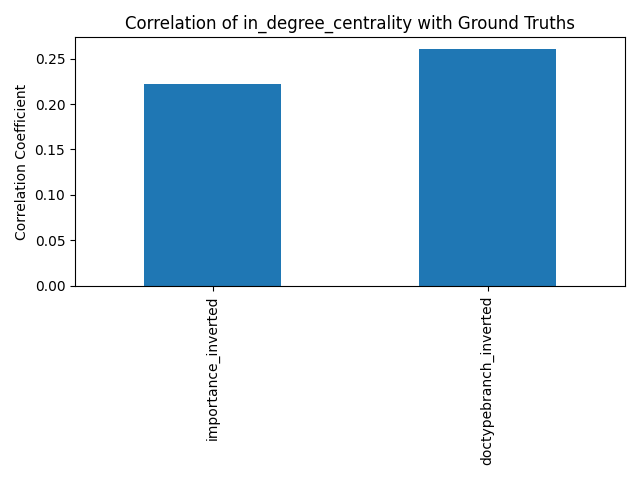 Correlation of in_degree_centrality with Ground Truths
Correlation Coefficient
0.25
0.20
0.15
0.10
0.05
0.00
importance_inverted
doctypebranch_inverted